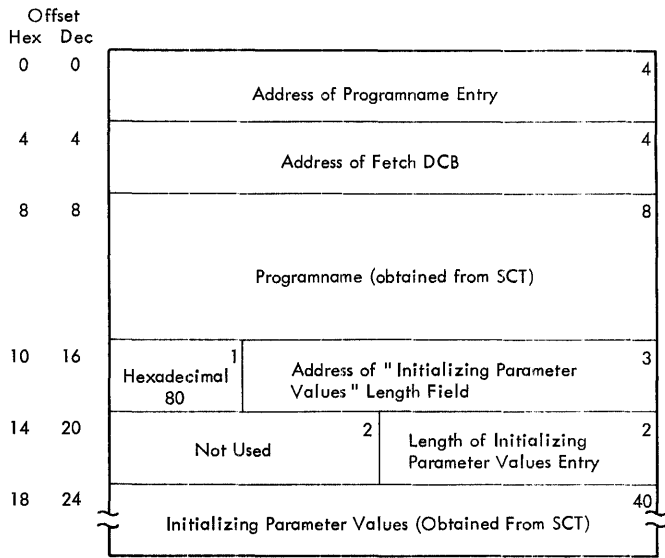 Offset
Hex Dec
0 0 4
Address of Programname Entry
4 4 4
Address of Fetch DCB
8 8 8
Programname (obtained from SCT)
10 16 1 3
Hexadecimal
80
Address of "Initializing Parameter
Values" Length Field
14 20 2 2
Not Used
Length of Initializing
Parameter Values Entry
18 24 40
Initializing Parameter Values (Obtained From SCT)